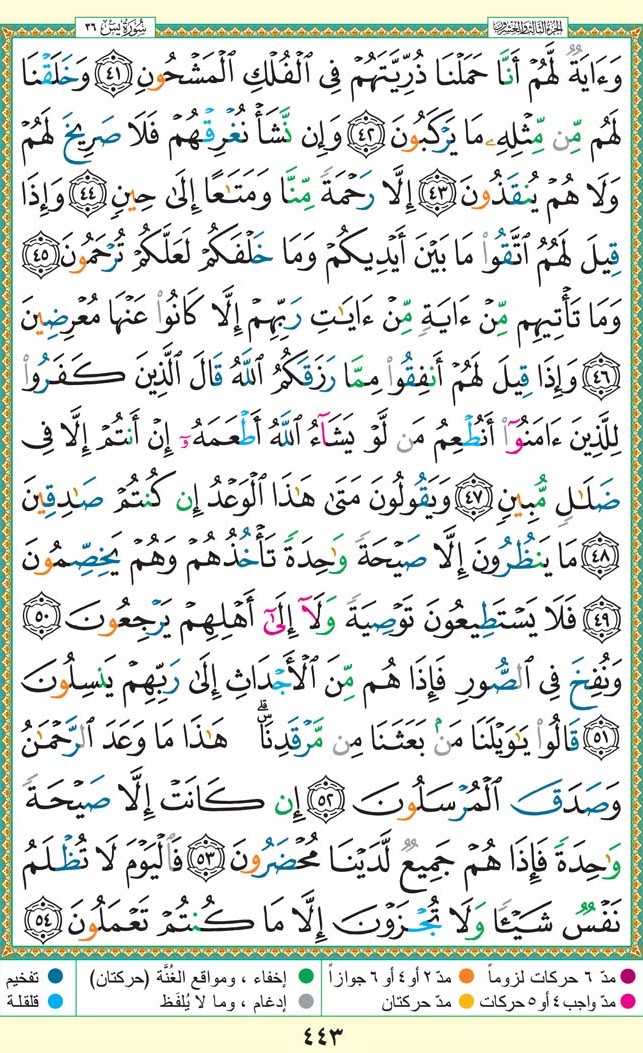 الجزء الثالث والعشرون
سُورَةُ يسٓ ٣٦
وَءَايَةٌ لَّهُمْ أَنَّا حَمَلْنَا ذُرِّيَّتَهُمْ فِى ٱلْفُلْكِ ٱلْمَشْحُونِ ٤١ وَخَلَقْنَا
لَهُم مِّن مِّثْلِهِۦ مَا يَرْكَبُونَ ٤٢ وَإِن نَّشَأْ نُغْرِقْهُمْ فَلَا صَرِيخَ لَهُمْ
وَلَا هُمْ يُنقَذُونَ ٤٣ إِلَّا رَحْمَةً مِّنَّا وَمَتَٰعًا إِلَىٰ حِينٍ ٤٤ وَإِذَا
قِيلَ لَهُمُ ٱتَّقُوا۟ مَا بَيْنَ أَيْدِيكُمْ وَمَا خَلْفَكُمْ لَعَلَّكُمْ تُرْحَمُونَ ٤٥
وَمَا تَأْتِيهِم مِّنْ ءَايَةٍ مِّنْ ءَايَٰتِ رَبِّهِمْ إِلَّا كَانُوا۟ عَنْهَا مُعْرِضِينَ
٤٦ وَإِذَا قِيلَ لَهُمْ أَنفِقُوا۟ مِمَّا رَزَقَكُمُ ٱللَّهُ قَالَ ٱلَّذِينَ كَفَرُوا۟
لِلَّذِينَ ءَامَنُوٓا۟ أَنُطْعِمُ مَن لَّوْ يَشَآءُ ٱللَّهُ أَطْعَمَهُۥٓ إِنْ أَنتُمْ إِلَّا فِى
ضَلَٰلٍ مُّبِينٍ ٤٧ وَيَقُولُونَ مَتَىٰ هَٰذَا ٱلْوَعْدُ إِن كُنتُمْ صَٰدِقِينَ
٤٨ مَا يَنظُرُونَ إِلَّا صَيْحَةً وَٰحِدَةً تَأْخُذُهُمْ وَهُمْ يَخِصِّمُونَ
٤٩ فَلَا يَسْتَطِيعُونَ تَوْصِيَةً وَلَآ إِلَىٰٓ أَهْلِهِمْ يَرْجِعُونَ ٥٠
وَنُفِخَ فِى ٱلصُّورِ فَإِذَا هُم مِّنَ ٱلْأَجْدَاثِ إِلَىٰ رَبِّهِمْ يَنسِلُونَ
٥١ قَالُوا۟ يَٰوَيْلَنَا مَنۢ بَعَثَنَا مِن مَّرْقَدِنَا ۜ ۗ هَٰذَا مَا وَعَدَ ٱلرَّحْمَٰنُ
وَصَدَقَ ٱلْمُرْسَلُونَ ٥٢ إِن كَانَتْ إِلَّا صَيْحَةً
وَٰحِدَةً فَإِذَا هُمْ جَمِيعٌ لَّدَيْنَا مُحْضَرُونَ ٥٣ فَٱلْيَوْمَ لَا تُظْلَمُ
نَفْسٌ شَيْـًٔا وَلَا تُجْزَوْنَ إِلَّا مَا كُنتُمْ تَعْمَلُونَ ٥٤
مدّ ٦ حركات لزوماً
مدّ ٢ أو ٤ أو ٦ جوازاً
إخفاء ، ومواقع الغُنَّة (حركتان)
تفخيم
مدّ واجب ٤ أو ٥ حركات
مدّ حركتان
إدغام ، وما لا يُلفَظ
قلقلة
٤٤٣